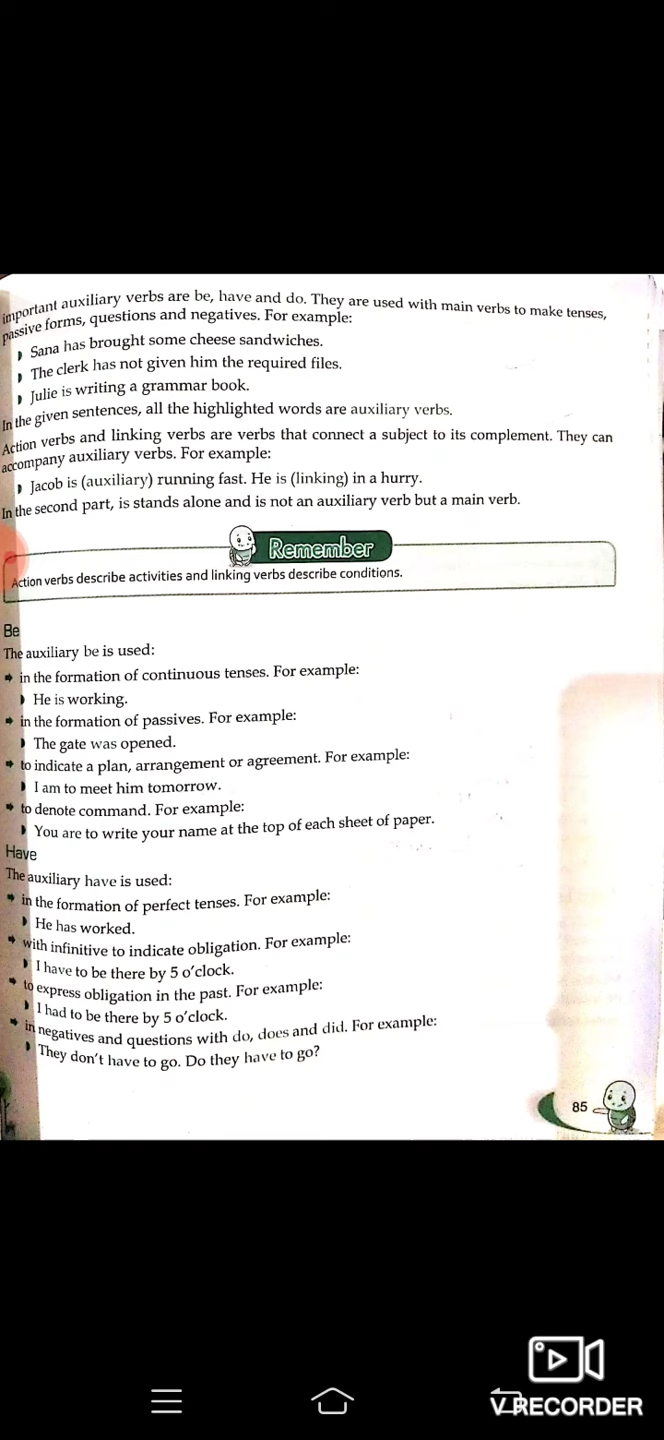 important auxiliary verbs are be, have and do. They are used with main verbs to make tenses,
passive forms, questions and negatives. For example:
Sana has brought some cheese sandwiches.
The clerk has not given him the required files.
Julie is writing a grammar book.
In the given sentences, all the highlighted words are auxiliary verbs.
Action verbs and linking verbs are verbs that connect a subject to its complement. They can
accompany auxiliary verbs. For example:
Jacob is (auxiliary) running fast. He is (linking) in a hurry.
In the second part, is stands alone and is not an auxiliary verb but a main verb.
Remember
Action verbs describe activities and linking verbs describe conditions.
Be
The auxiliary be is used:
in the formation of continuous tenses. For example:
He is working.
in the formation of passives. For example:
The gate was opened.
to indicate a plan, arrangement or agreement. For example:
I am to meet him tomorrow.
to denote command. For example:
You are to write your name at the top of each sheet of paper.
Have
The auxiliary have is used:
in the formation of perfect tenses. For example:
He has worked.
with infinitive to indicate obligation. For example:
I have to be there by 5 o'clock.
to express obligation in the past. For example:
I had to be there by 5 o'clock.
in negatives and questions with do, does and did. For example:
They don't have to go. Do they have to go?
85
V RECORDER